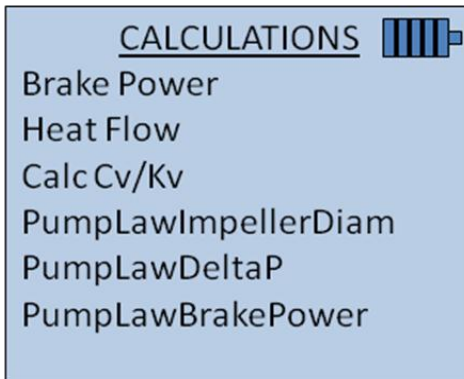 CALCULATIONS
Brake Power
Heat Flow
Calc Cv/Kv
PumpLawImpellerDiam
PumpLawDeltaP
PumpLawBrakePower